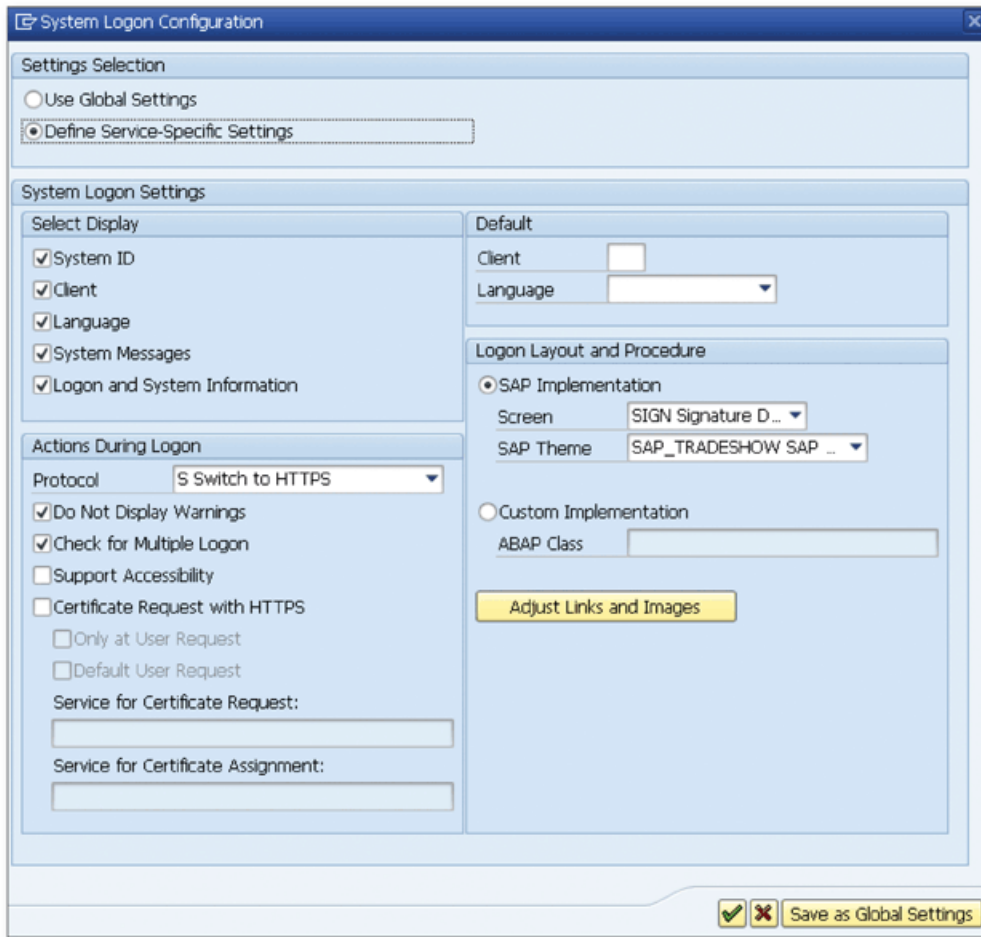 System Logon Configuration
Settings Selection
Use Global Settings
Define Service-Specific Settings
System Logon Settings
Select Display
System ID
Client
Language
System Messages
Logon and System Information
Actions During Logon
Protocol S Switch to HTTPS
Do Not Display Warnings
Check for Multiple Logon
Support Accessibility
Certificate Request with HTTPS
Only at User Request
Default User Request
Service for Certificate Request:
Service for Certificate Assignment:
Default
Client
Language
Logon Layout and Procedure
SAP Implementation
Screen SIGN Signature D...
SAP Theme SAP_TRADESHOW SAP ...
Custom Implementation
ABAP Class
Adjust Links and Images
Save as Global Settings